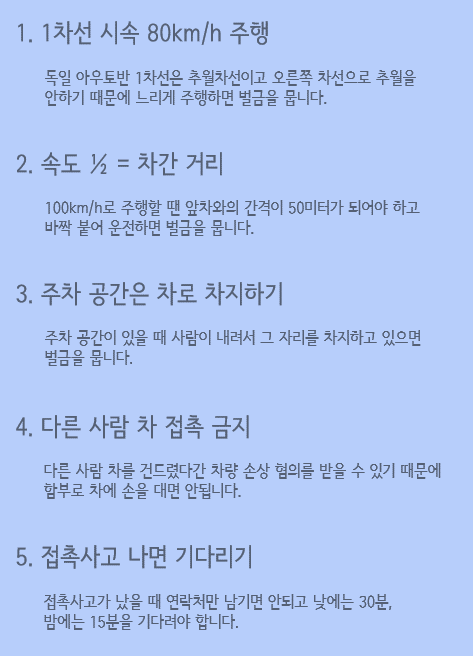 1. 1차선 시속 80km/h 주행
독일 아우토반 1차선은 추월차선이고 오른쪽 차선으로 추월을
안하기 때문에 느리게 주행하면 벌금을 뭅니다.
2. 속도 ½ = 차간 거리
100km/h로 주행할 땐 앞차와의 간격이 50미터가 되어야 하고
바짝 붙어 운전하면 벌금을 뭅니다.
3. 주차 공간은 차로 차지하기
주차 공간이 있을 때 사람이 내려서 그 자리를 차지하고 있으면
벌금을 뭅니다.
4. 다른 사람 차 접촉 금지
다른 사람 차를 건드렸다간 차량 손상 혐의를 받을 수 있기 때문에
함부로 차에 손을 대면 안됩니다.
5. 접촉사고 나면 기다리기
접촉사고가 났을 때 연락처만 남기면 안되고 낮에는 30분,
밤에는 15분을 기다려야 합니다.